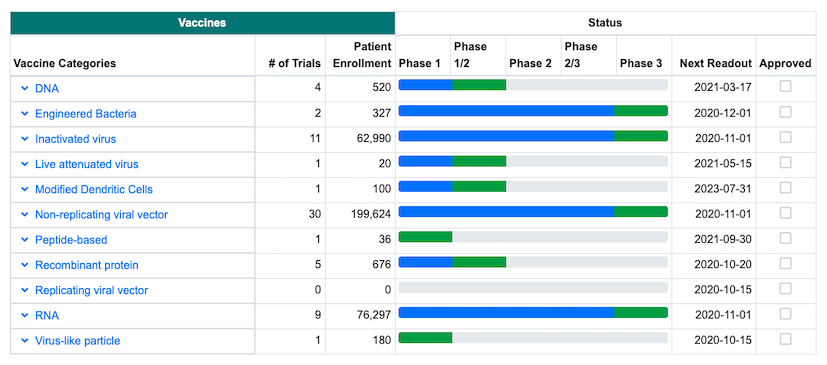 Vaccines Status
Vaccine Categories # of Trials Patient Enrollment Phase 1 Phase 1/2 Phase 2 Phase 2/3 Phase 3 Next Readout Approved
DNA 4 520 2021-03-17
Engineered Bacteria 2 327 2020-12-01
Inactivated virus 11 62,990 2020-11-01
Live attenuated virus 1 20 2021-05-15
Modified Dendritic Cells 1 100 2023-07-31
Non-replicating viral vector 30 199,624 2020-11-01
Peptide-based 1 36 2021-09-30
Recombinant protein 5 676 2020-10-20
Replicating viral vector 0 0 2020-10-15
RNA 9 76,297 2020-11-01
Virus-like particle 1 180 2020-10-15